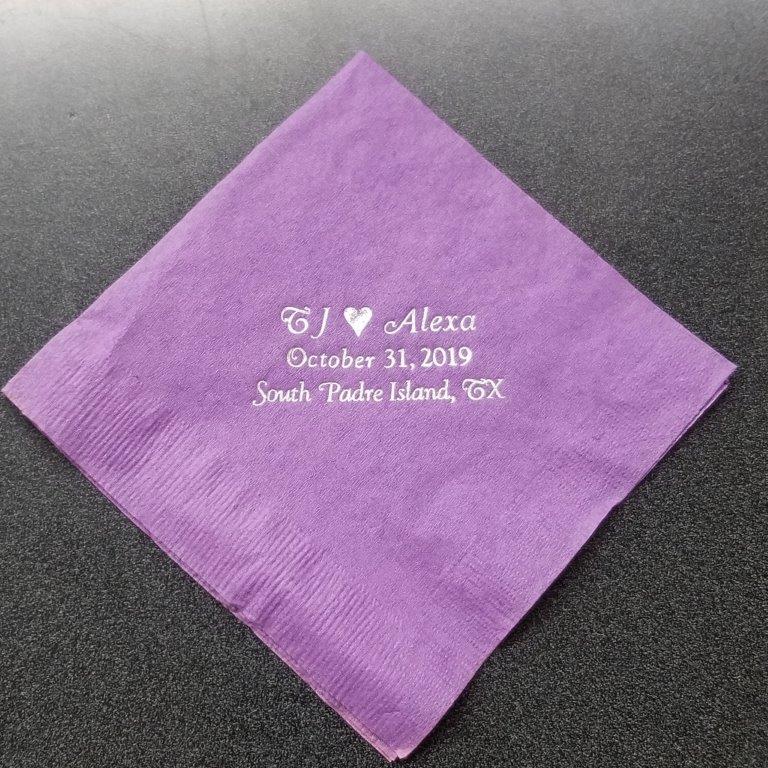 TJ ♥ Alexa
October 31, 2019
South Padre Island, TX